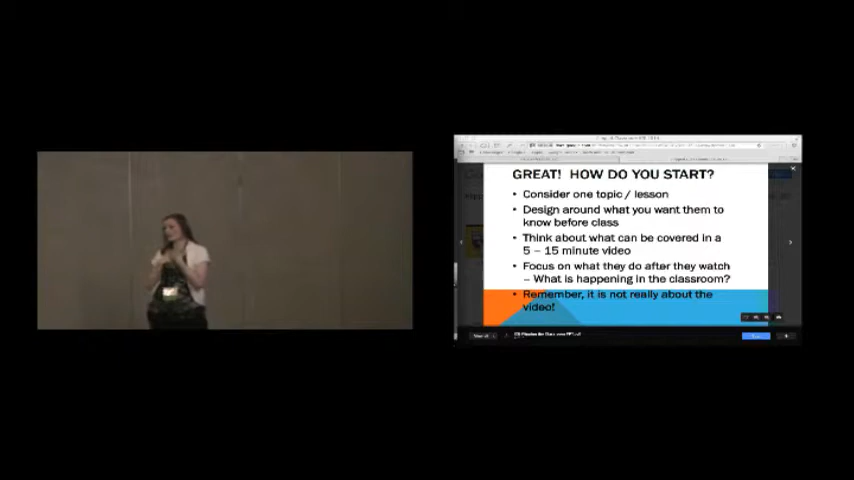 GREAT! HOW DO YOU START?
• Consider one topic / lesson
• Design around what you want them to
know before class
• Think about what can be covered in a
5 – 15 minute video
• Focus on what they do after they watch
– What is happening in the classroom?
• Remember, it is not really about the
video!